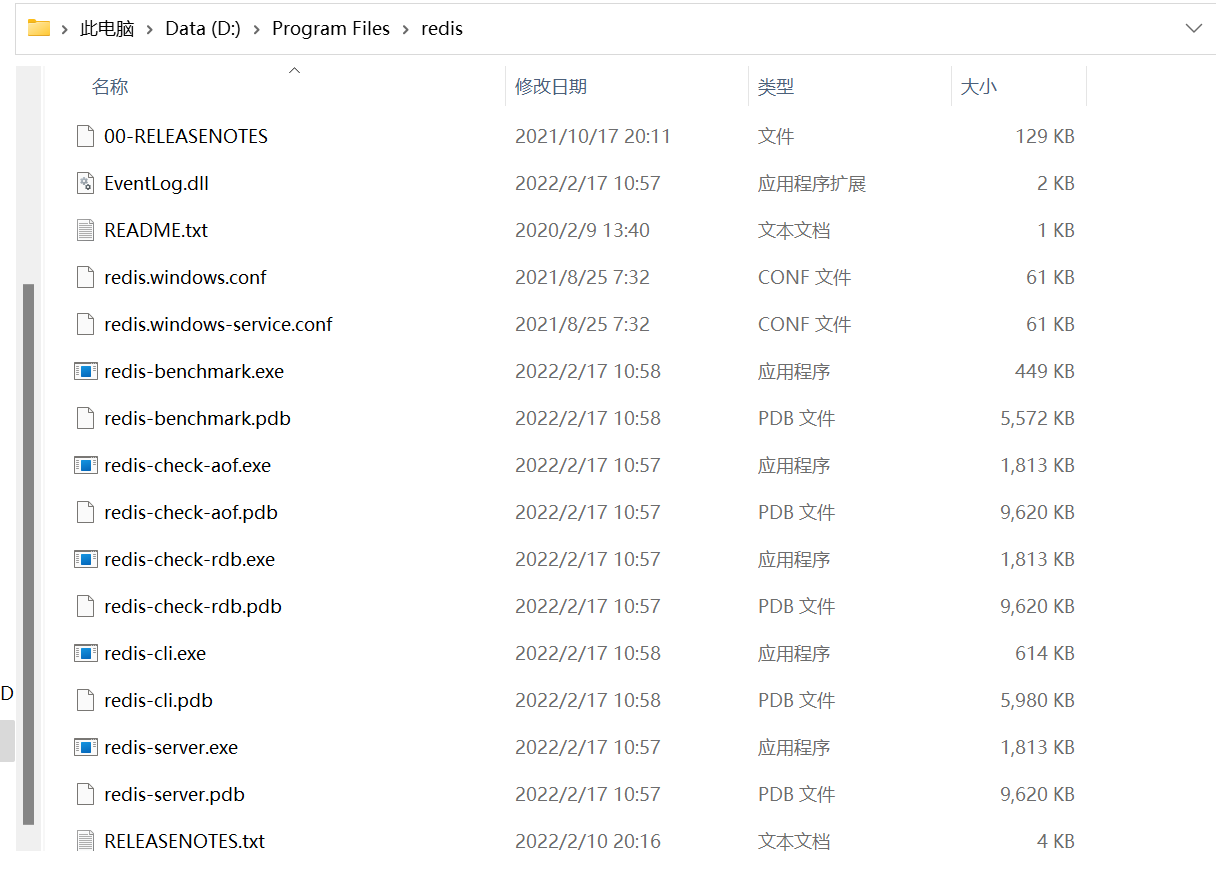 此电脑 > Data (D:) > Program Files > redis
名称 修改日期 类型 大小
00-RELEASENOTES 2021/10/17 20:11 文件 129 KB
EventLog.dll 2022/2/17 10:57 应用程序扩展 2 KB
README.txt 2020/2/9 13:40 文本文档 1 KB
redis.windows.conf 2021/8/25 7:32 CONF 文件 61 KB
redis.windows-service.conf 2021/8/25 7:32 CONF 文件 61 KB
redis-benchmark.exe 2022/2/17 10:58 应用程序 449 KB
redis-benchmark.pdb 2022/2/17 10:58 PDB 文件 5,572 KB
redis-check-aof.exe 2022/2/17 10:57 应用程序 1,813 KB
redis-check-aof.pdb 2022/2/17 10:57 PDB 文件 9,620 KB
redis-check-rdb.exe 2022/2/17 10:57 应用程序 1,813 KB
redis-check-rdb.pdb 2022/2/17 10:57 PDB 文件 9,620 KB
redis-cli.exe 2022/2/17 10:58 应用程序 614 KB
D redis-cli.pdb 2022/2/17 10:58 PDB 文件 5,980 KB
redis-server.exe 2022/2/17 10:57 应用程序 1,813 KB
redis-server.pdb 2022/2/17 10:57 PDB 文件 9,620 KB
RELEASENOTES.txt 2022/2/10 20:16 文本文档 4 KB